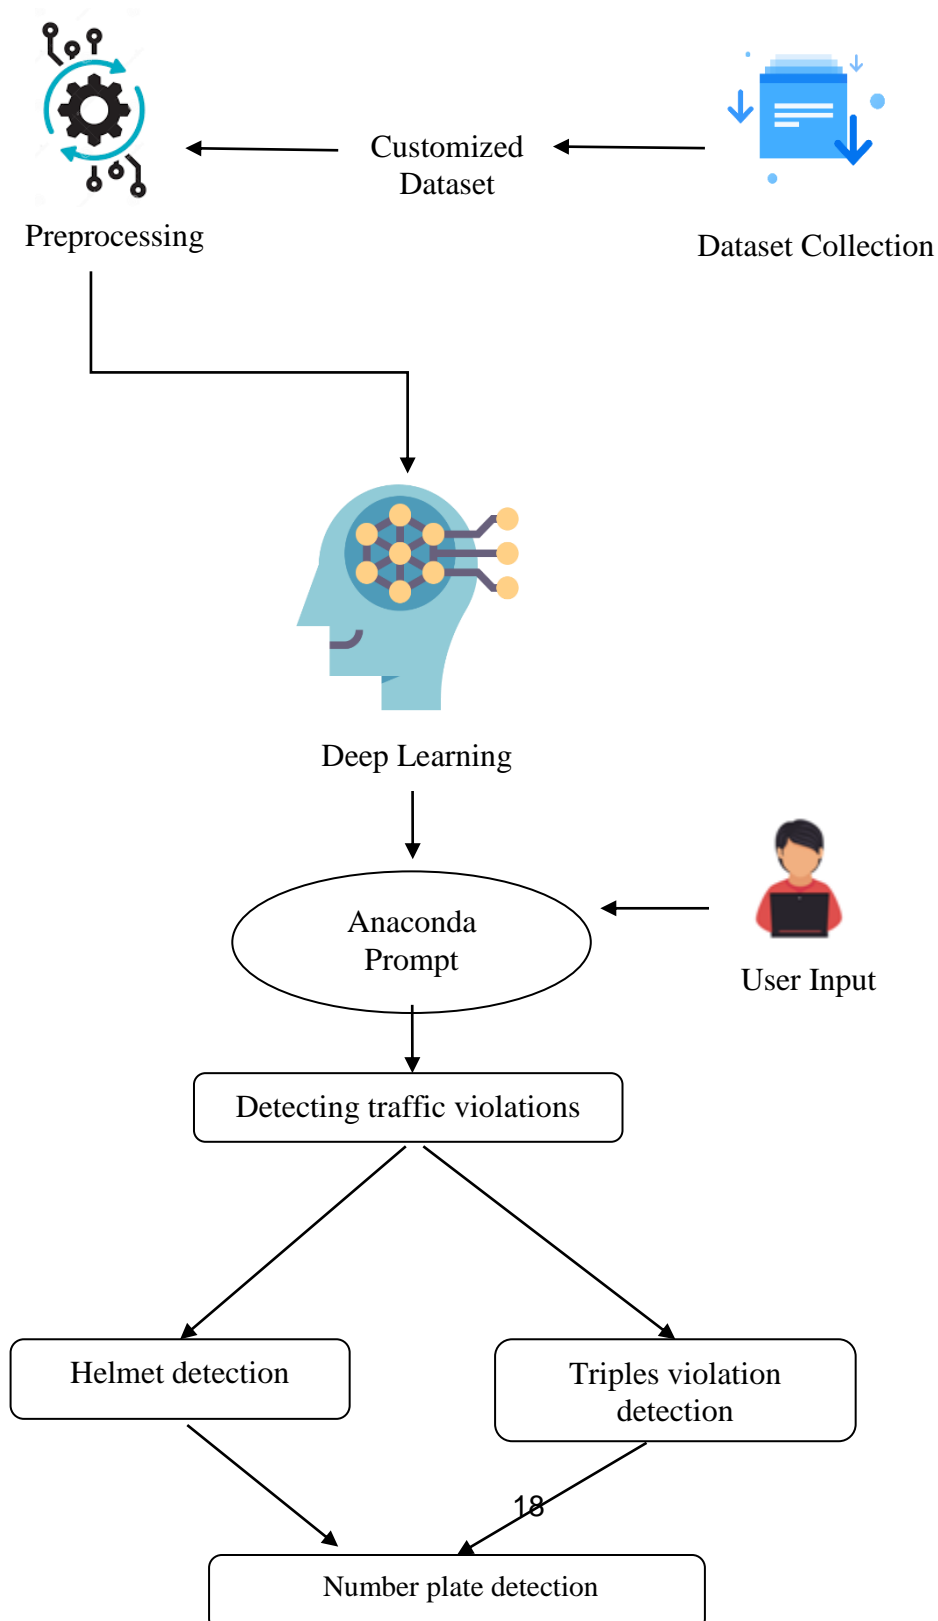 Customized
Dataset
Preprocessing
Dataset Collection
Deep Learning
Anaconda
Prompt
User Input
Detecting traffic violations
Helmet detection
Triples violation
detection
18
Number plate detection